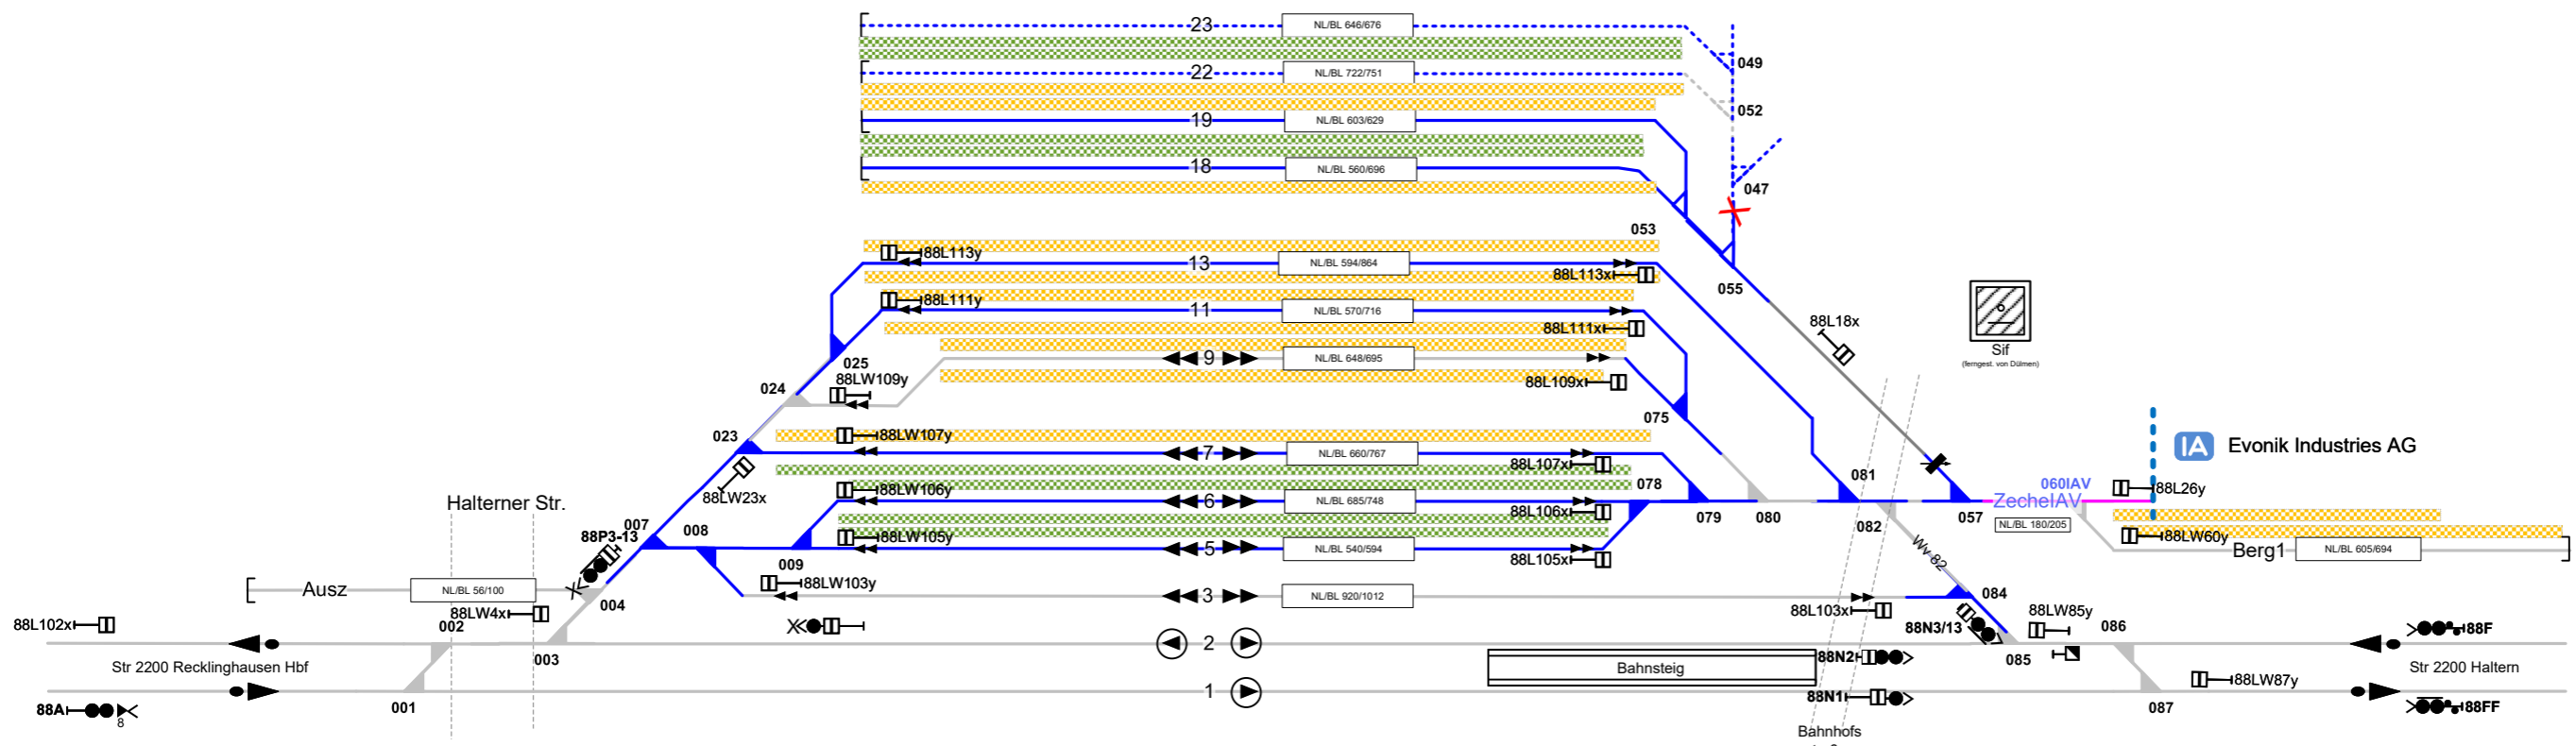 23 NL/BL 646/676
049
22 NL/BL 722/751
052
19 NL/BL 603/629
18 NL/BL 560/696
047
053
88L113y
13 NL/BL 594/864
88L113x
055
88L111y
11 NL/BL 570/716
88L18x
88L111x
Sif
(ferngest. von Dülmen)
9 NL/BL 648/695
025
024 88LW109y
88L109x
075
023 88LW107y
7 NL/BL 660/767
88L107x
IA Evonik Industries AG
081
060IAV
88LW23x
88LW106y
078
88L26y
Halterner Str.
6 NL/BL 685/748
ZechelAV
88L106x
079 080 082 057
NL/BL 180/205
007 008
88P3-13
88LW105y
88LW60y
5 NL/BL 540/594
Wv 82
Berg1 NL/BL 605/694
88L105x
009
88LW103y
Ausz NL/BL 56/100
3 NL/BL 920/1012
084
004
88L103x
88LW85y
88L102x
88LW4x
002
88N3/13
086
88F
2
003
085
Str 2200 Recklinghausen Hbf
Bahnsteig
88N2
Str 2200 Haltern
88LW87y
1
88N1
001
88A
8
087
88FF
Bahnhofs